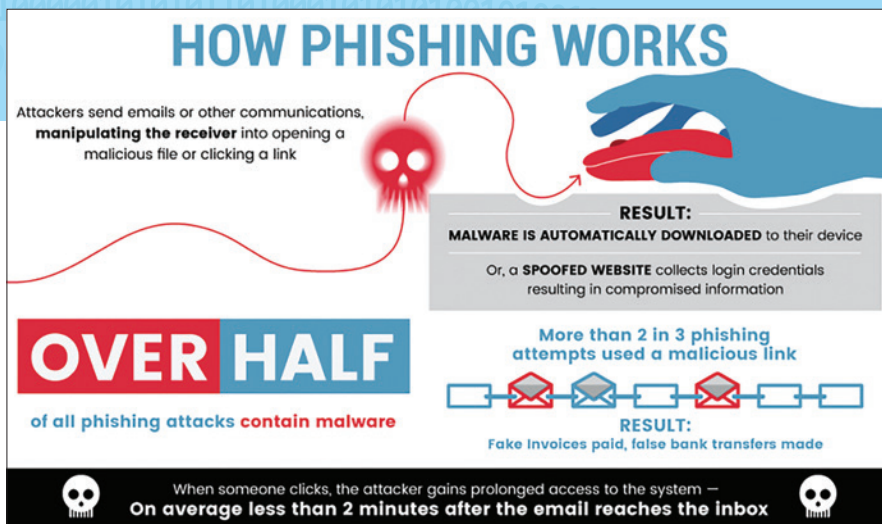 HOW PHISHING WORKS
Attackers send emails or other communications,
manipulating the receiver into opening a
malicious file or clicking a link
RESULT:
MALWARE IS AUTOMATICALLY DOWNLOADED to their device
Or, a SPOOFED WEBSITE collects login credentials
resulting in compromised information
OVER HALF
of all phishing attacks contain malware
More than 2 in 3 phishing
attempts used a malicious link
RESULT:
Fake Invoices paid, false bank transfers made
When someone clicks, the attacker gains prolonged access to the system —
On average less than 2 minutes after the email reaches the inbox